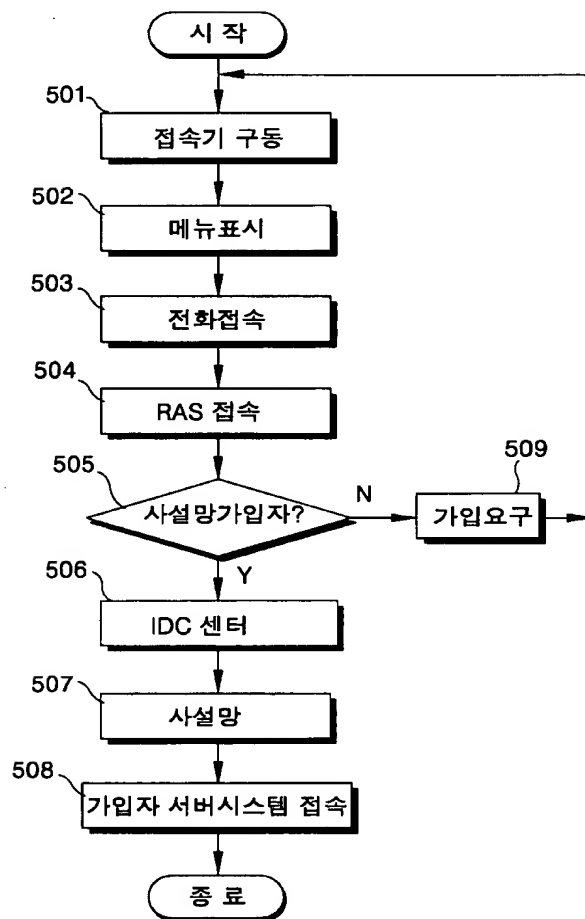 시 작
501
접속기 구동
502
메뉴표시
503
전화접속
504
RAS 접속
505
사설망가입자?
N
509
가입요구
Y
506
IDC 센터
507
사설망
508
가입자 서버시스템 접속
종 료